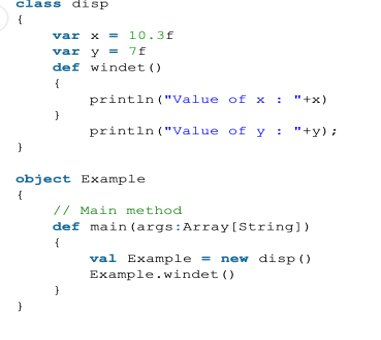 class disp
{
    var x = 10.3f
    var y = 7f
    def windet()
    {
        println("Value of x : "+x)
    }
        println("Value of y : "+y);
}

object Example
{
    // Main method
    def main(args:Array[String])
    {
        val Example = new disp()
        Example.windet()
    }
}